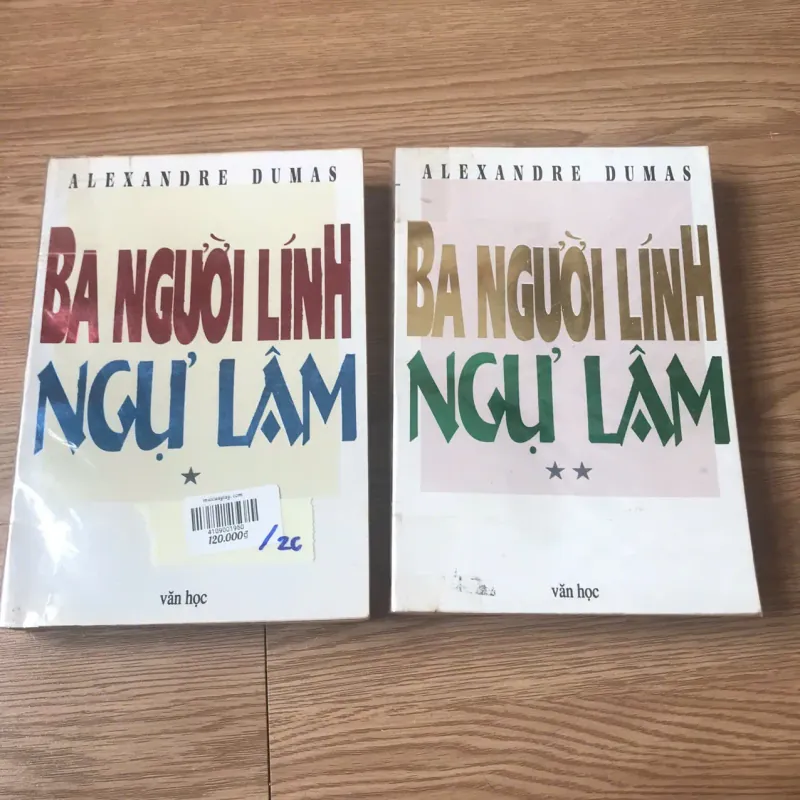 ALEXANDRE DUMAS
BA NGƯỜI LÍNH
NGỰ LÂM
★
4109001960
120.000đ
/2c
văn học
ALEXANDRE DUMAS
BA NGƯỜI LÍNH
NGỰ LÂM
★★
văn học